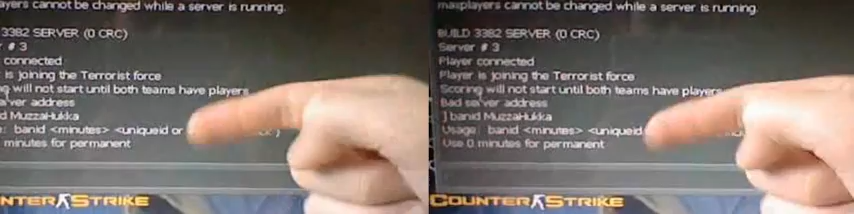 ayers cannot be changed while a server is running.
3382 SERVER (0 CRC)
# 3
connected
is joining the Terrorist force
will not start until both teams have players
address
MuzzaHukka
banid <minutes> <uniqueid or
minutes for permanent
NTER STRIKE
maxplayers cannot be changed while a server is running.
BUILD 3382 SERVER (0 CRC)
Server # 3
Player connected
Player is joining the Terrorist force
Scoring will not start until both teams have players
Bad server address
] banid MuzzaHukka
Usage: banid <minutes> <uniqueid
Use 0 minutes for permanent
COUNTER STRIKE